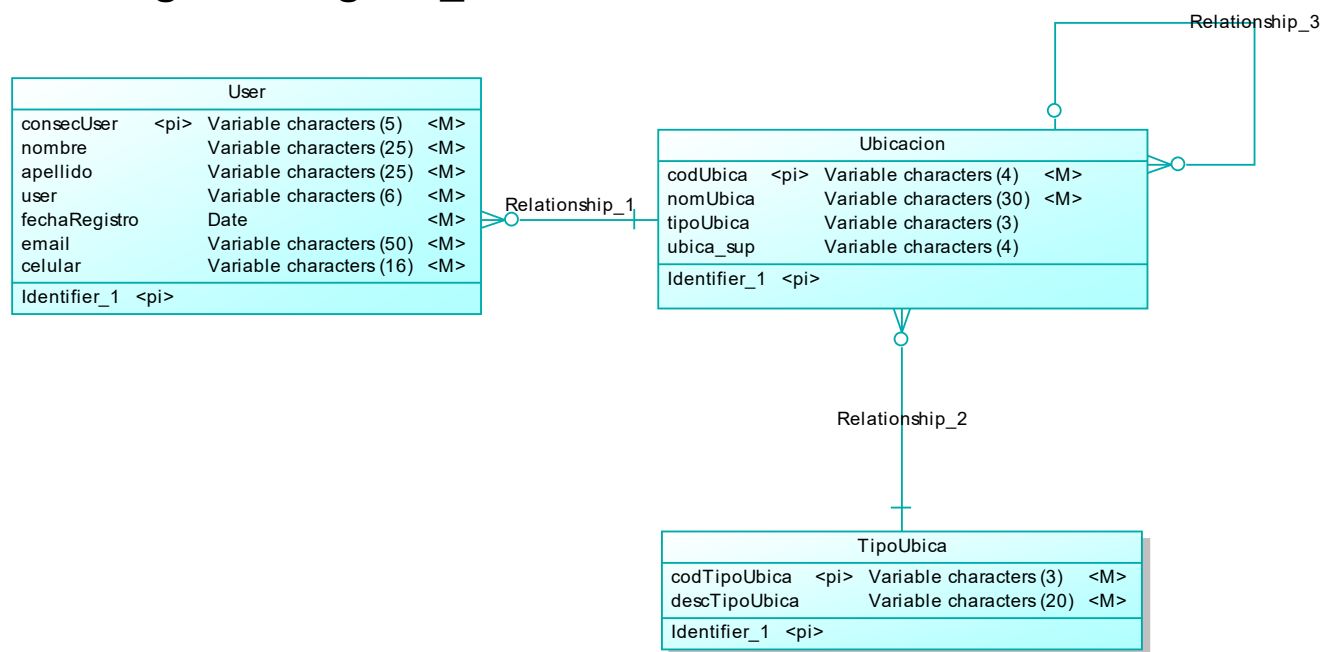 User
consecUser <pi> Variable characters (5) <M>
nombre Variable characters (25) <M>
apellido Variable characters (25) <M>
user Variable characters (6) <M>
fechaRegistro Date <M>
email Variable characters (50) <M>
celular Variable characters (16) <M>
Identifier_1 <pi>
Relationship_1
Relationship_3
Ubicacion
codUbica <pi> Variable characters (4) <M>
nomUbica Variable characters (30) <M>
tipoUbica Variable characters (3)
ubica_sup Variable characters (4)
Identifier_1 <pi>
Relationship_2
TipoUbica
codTipoUbica <pi> Variable characters (3) <M>
descTipoUbica Variable characters (20) <M>
Identifier_1 <pi>